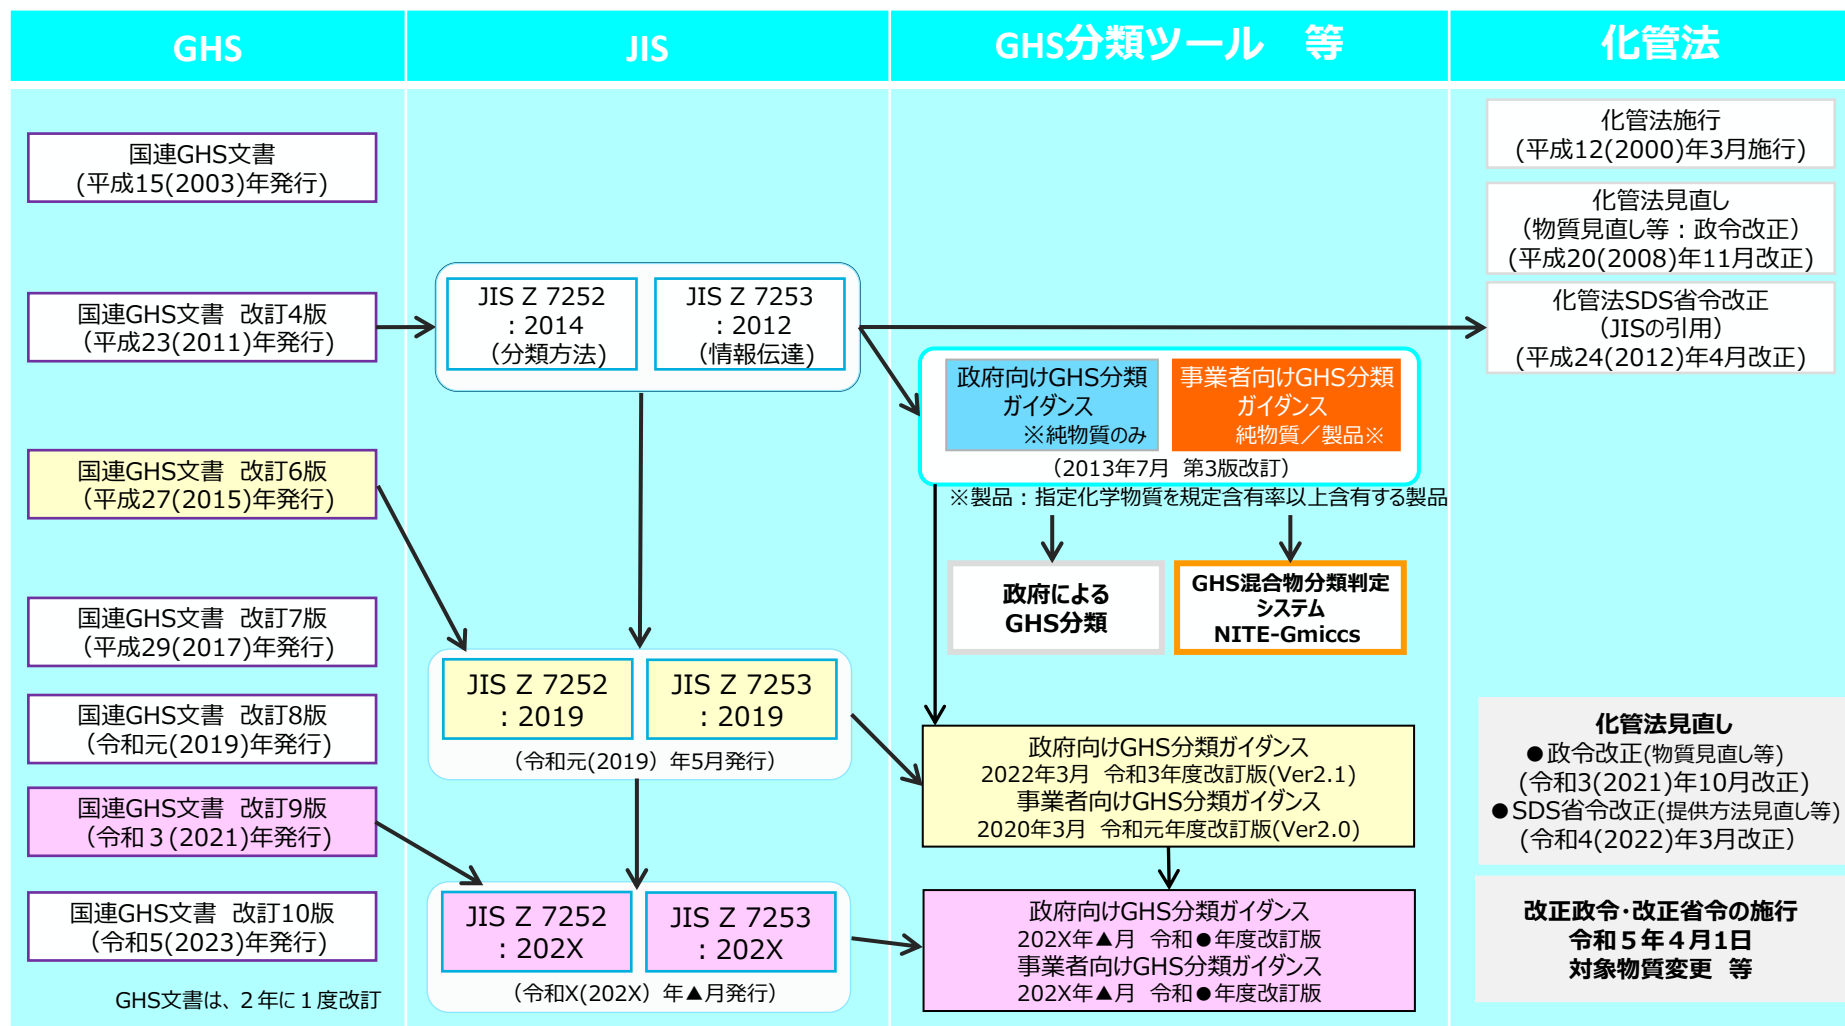 GHS
JIS
GHS分類ツール　等
化管法
国連GHS文書
(平成15(2003)年発行)
国連GHS文書 改訂4版
（平成23(2011)年発行）
国連GHS文書 改訂6版
（平成27(2015)年発行）
国連GHS文書 改訂7版
（平成29(2017)年発行）
国連GHS文書 改訂8版
（令和元(2019)年発行）
国連GHS文書 改訂9版
（令和３(2021)年発行）
国連GHS文書 改訂10版
（令和5(2023)年発行）
GHS文書は、２年に１度改訂
JIS Z 7252
：2014
（分類方法）
JIS Z 7253
：2012
（情報伝達）
JIS Z 7252
：2019
JIS Z 7253
：2019
（令和元(2019）年5月発行）
JIS Z 7252
：202X
JIS Z 7253
：202X
（令和X(202X）年▲月発行）
政府向けGHS分類
ガイダンス
※純物質のみ
事業者向けGHS分類
ガイダンス
純物質／製品※
（2013年7月 第3版改訂）
※製品：指定化学物質を規定含有率以上含有する製品
政府による
GHS分類
GHS混合物分類判定
システム
NITE-Gmiccs
政府向けGHS分類ガイダンス
2022年3月 令和3年度改訂版(Ver2.1)
事業者向けGHS分類ガイダンス
2020年3月 令和元年度改訂版(Ver2.0)
政府向けGHS分類ガイダンス
202X年▲月 令和●年度改訂版
事業者向けGHS分類ガイダンス
202X年▲月 令和●年度改訂版
化管法施行
(平成12(2000)年3月施行)
化管法見直し
（物質見直し等：政令改正）
(平成20(2008)年11月改正)
化管法SDS省令改正
（JISの引用）
(平成24(2012)年4月改正)
化管法見直し
●政令改正(物質見直し等)
(令和3(2021)年10月改正)
●SDS省令改正(提供方法見直し等)
(令和4(2022)年3月改正）
改正政令・改正省令の施行
令和５年４月1日
対象物質変更 等